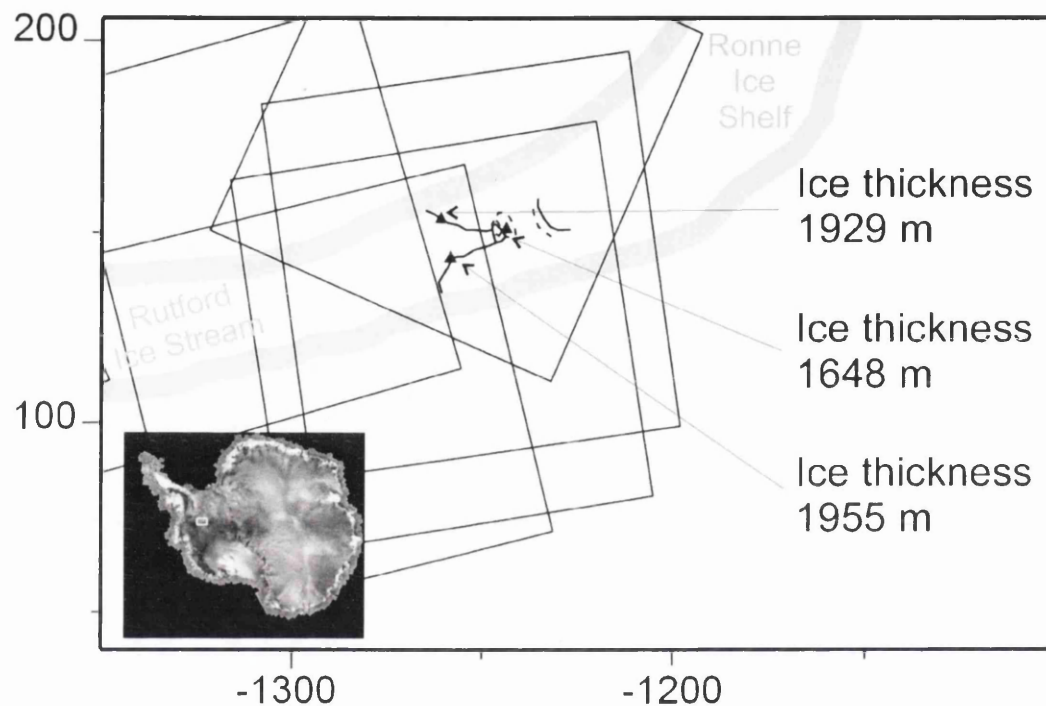 200
100
-1300
-1200
Ronne
Ice
Shelf
Rutford
Ice Stream
Ice thickness
1929 m
Ice thickness
1648 m
Ice thickness
1955 m